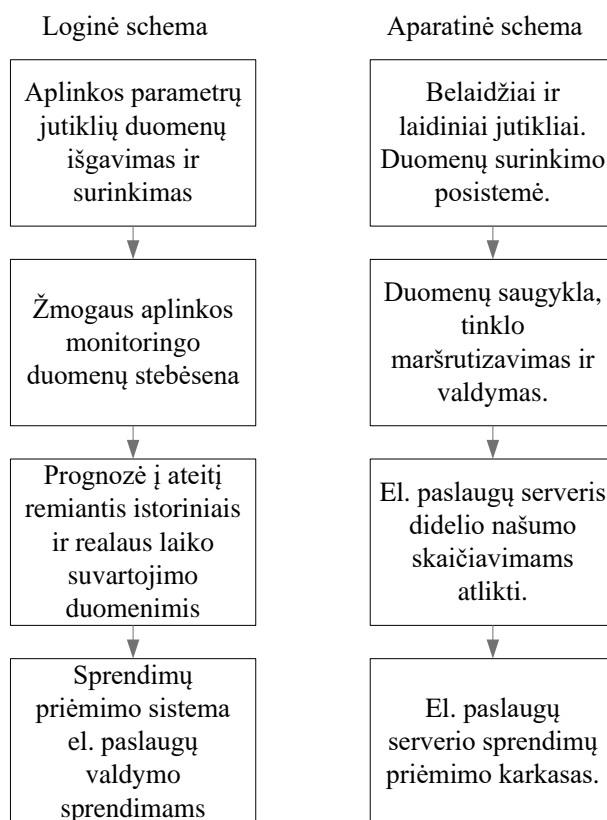 Loginė schema
Aplinkos parametrų
jutiklių duomenų
išgavimas ir
surinkimas
Žmogaus aplinkos
monitoringo
duomenų stebėsena
Prognozė į ateitį
remiantis istoriniais
ir realaus laiko
suvartojimo
duomenimis
Sprendimų
priėmimo sistema
el. paslaugų
valdymo
sprendimams
Aparatinė schema
Belaidžiai ir
laidiniai jutikliai.
Duomenų surinkimo
posistemė.
Duomenų saugykla,
tinklo
maršrutizavimas ir
valdymas.
El. paslaugų serveris
didelio našumo
skaičiavimams
atlikti.
El. paslaugų
serverio sprendimų
priėmimo karkasas.